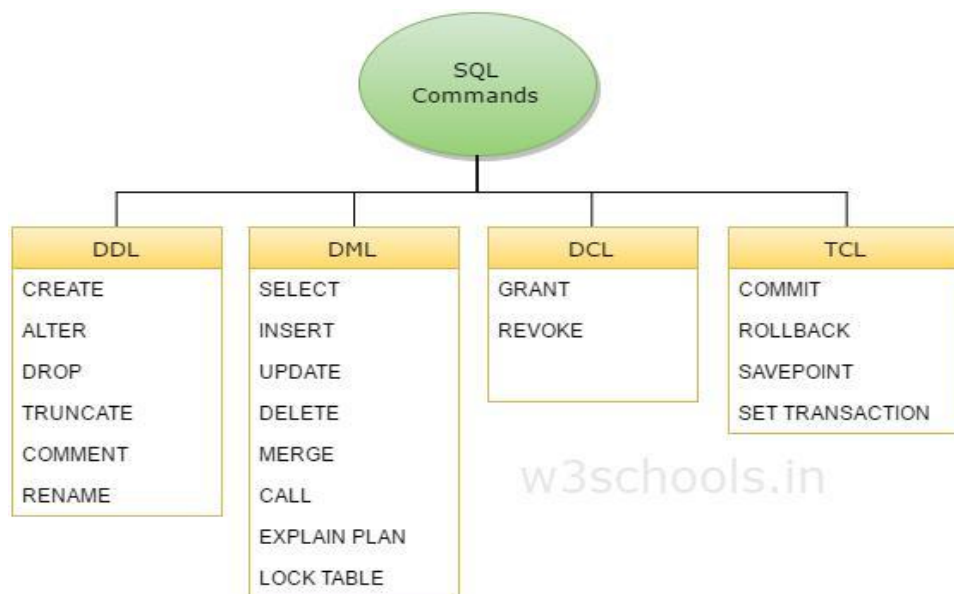 SQL
Commands
DDL
CREATE
ALTER
DROP
TRUNCATE
COMMENT
RENAME
DML
SELECT
INSERT
UPDATE
DELETE
MERGE
CALL
EXPLAIN PLAN
LOCK TABLE
DCL
GRANT
REVOKE
TCL
COMMIT
ROLLBACK
SAVEPOINT
SET TRANSACTION
w3schools.in